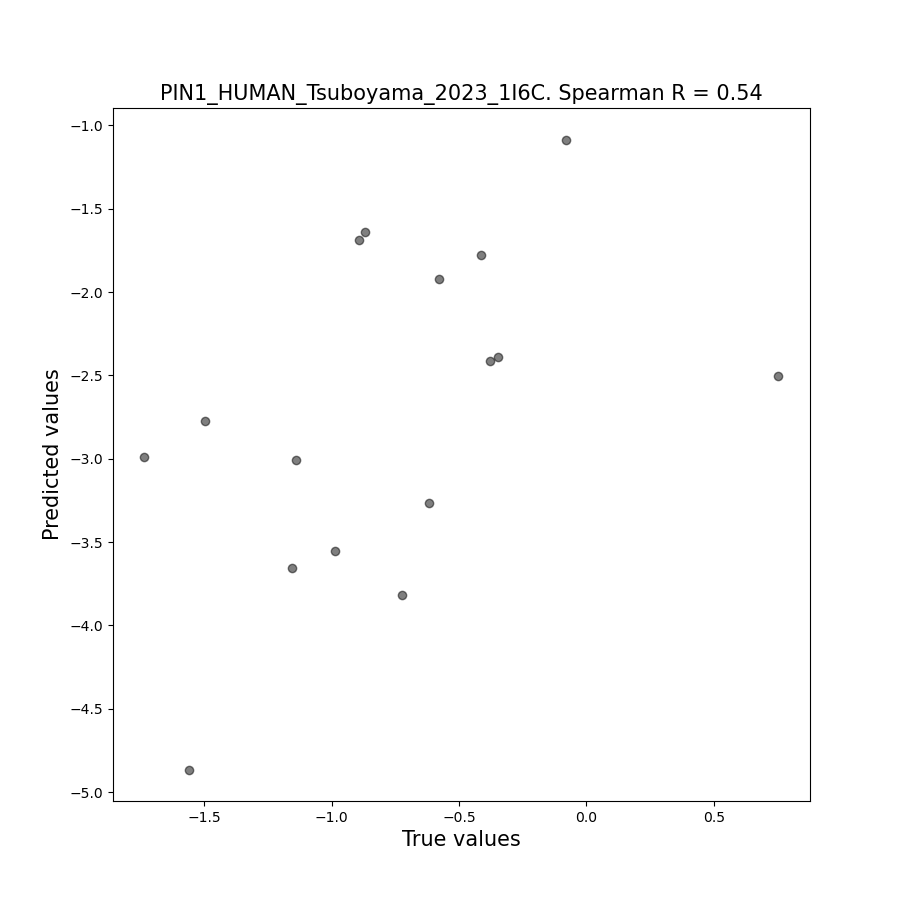 PIN1_HUMAN_Tsuboyama_2023_1I6C. Spearman R = 0.54
−1.0
−1.5
−2.0
−2.5
−3.0
−3.5
−4.0
−4.5
−5.0
Predicted values
−1.5 −1.0 −0.5 0.0 0.5
True values